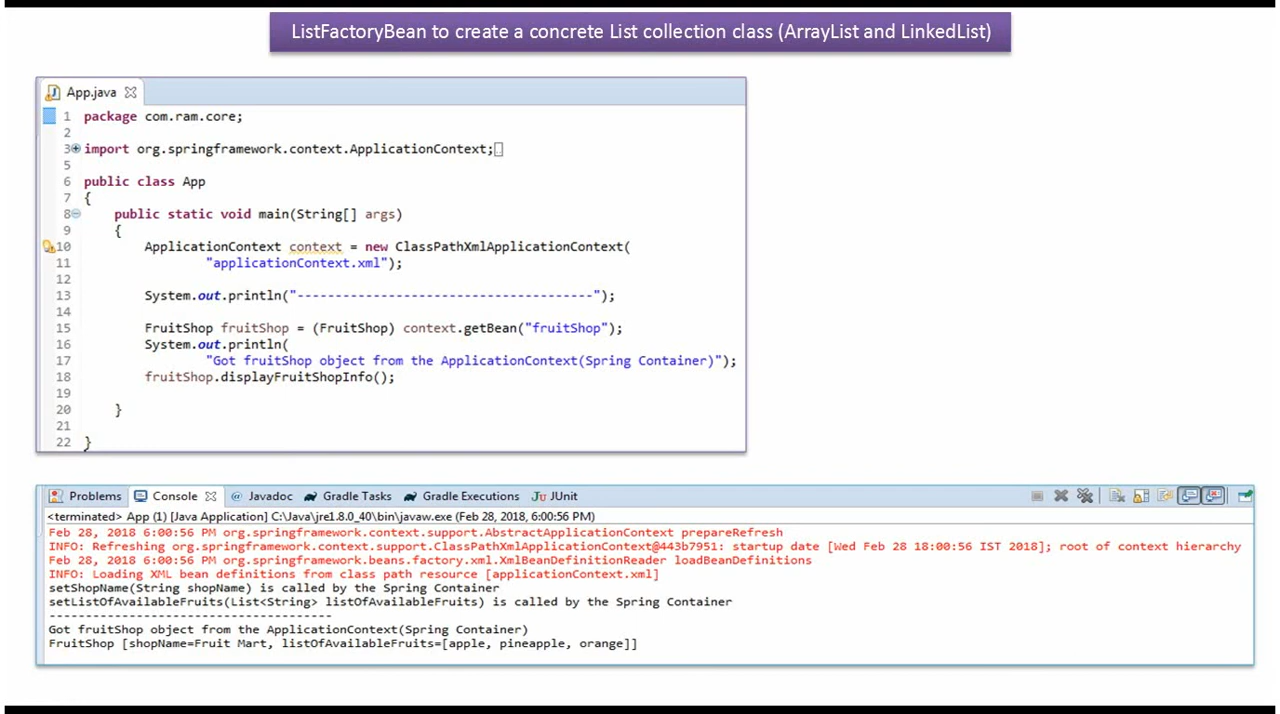 ListFactoryBean to create a concrete List collection class (ArrayList and LinkedList)
App.java
1 package com.ram.core;
2
3 import org.springframework.context.ApplicationContext;
5
6 public class App
7 {
8 public static void main(String[] args)
9 {
10 ApplicationContext context = new ClassPathXmlApplicationContext(
11 "applicationContext.xml");
12
13 System.out.println("---------------------------------------");
14
15 FruitShop fruitShop = (FruitShop) context.getBean("fruitShop");
16 System.out.println(
17 "Got fruitShop object from the ApplicationContext(Spring Container)");
18 fruitShop.displayFruitShopInfo();
19
20 }
21
22 }
Problems Console @ Javadoc Gradle Tasks Gradle Executions JUnit
<terminated> App (1) [Java Application] C:\Java\jre1.8.0_40\bin\javaw.exe (Feb 28, 2018, 6:00:56 PM)
Feb 28, 2018 6:00:56 PM org.springframework.context.support.AbstractApplicationContext prepareRefresh
INFO: Refreshing org.springframework.context.support.ClassPathXmlApplicationContext@443b7951: startup date [Wed Feb 28 18:00:56 IST 2018]; root of context hierarchy
Feb 28, 2018 6:00:56 PM org.springframework.beans.factory.xml.XmlBeanDefinitionReader loadBeanDefinitions
INFO: Loading XML bean definitions from class path resource [applicationContext.xml]
setShopName(String shopName) is called by the Spring Container
setListOfAvailableFruits(List<String> listOfAvailableFruits) is called by the Spring Container
---------------------------------------
Got fruitShop object from the ApplicationContext(Spring Container)
FruitShop [shopName=Fruit Mart, listOfAvailableFruits=[apple, pineapple, orange]]